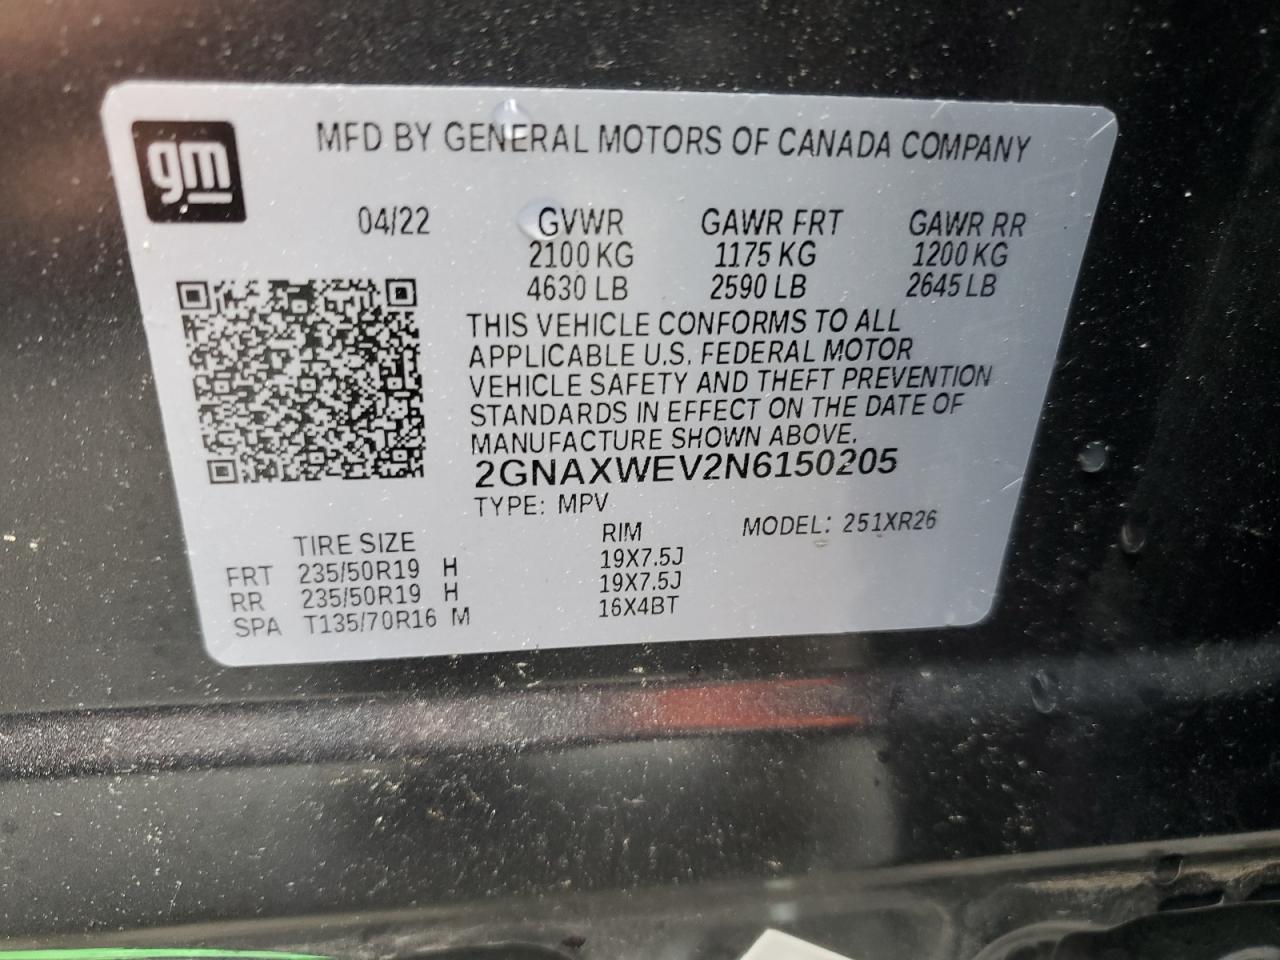 gm
MFD BY GENERAL MOTORS OF CANADA COMPANY
04/22 GVWR GAWR FRT GAWR RR
2100 KG 1175 KG 1200 KG
4630 LB 2590 LB 2645 LB
THIS VEHICLE CONFORMS TO ALL
APPLICABLE U.S. FEDERAL MOTOR
VEHICLE SAFETY AND THEFT PREVENTION
STANDARDS IN EFFECT ON THE DATE OF
MANUFACTURE SHOWN ABOVE.
2GNAXWEV2N6150205
TYPE: MPV
MODEL: 251XR26
TIRE SIZE RIM
FRT 235/50R19 H 19X7.5J
RR 235/50R19 H 19X7.5J
SPA T135/70R16 M 16X4BT